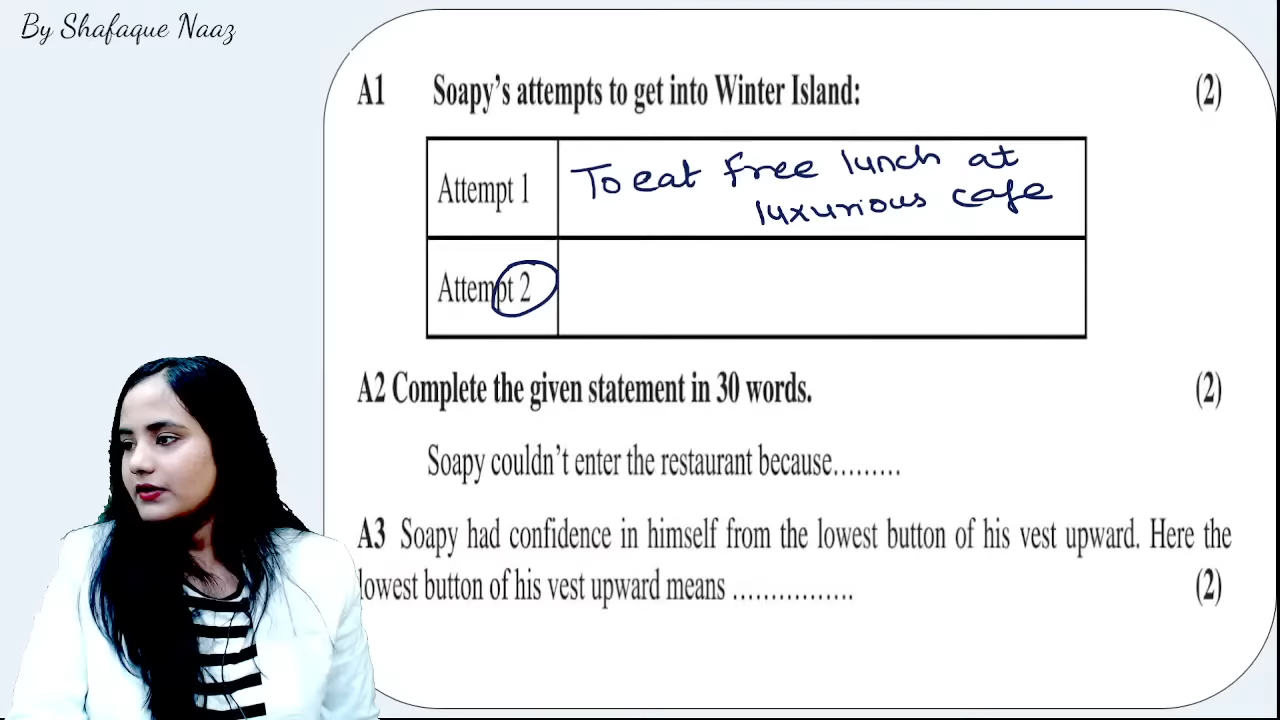 By Shafaque Naaz
A1 Soapy's attempts to get into Winter Island: (2)
Attempt 1 To eat free lunch at
luxurious cafe
Attempt 2
A2 Complete the given statement in 30 words. (2)
Soapy couldn't enter the restaurant because.........
A3 Soapy had confidence in himself from the lowest button of his vest upward. Here the
lowest button of his vest upward means ................ (2)